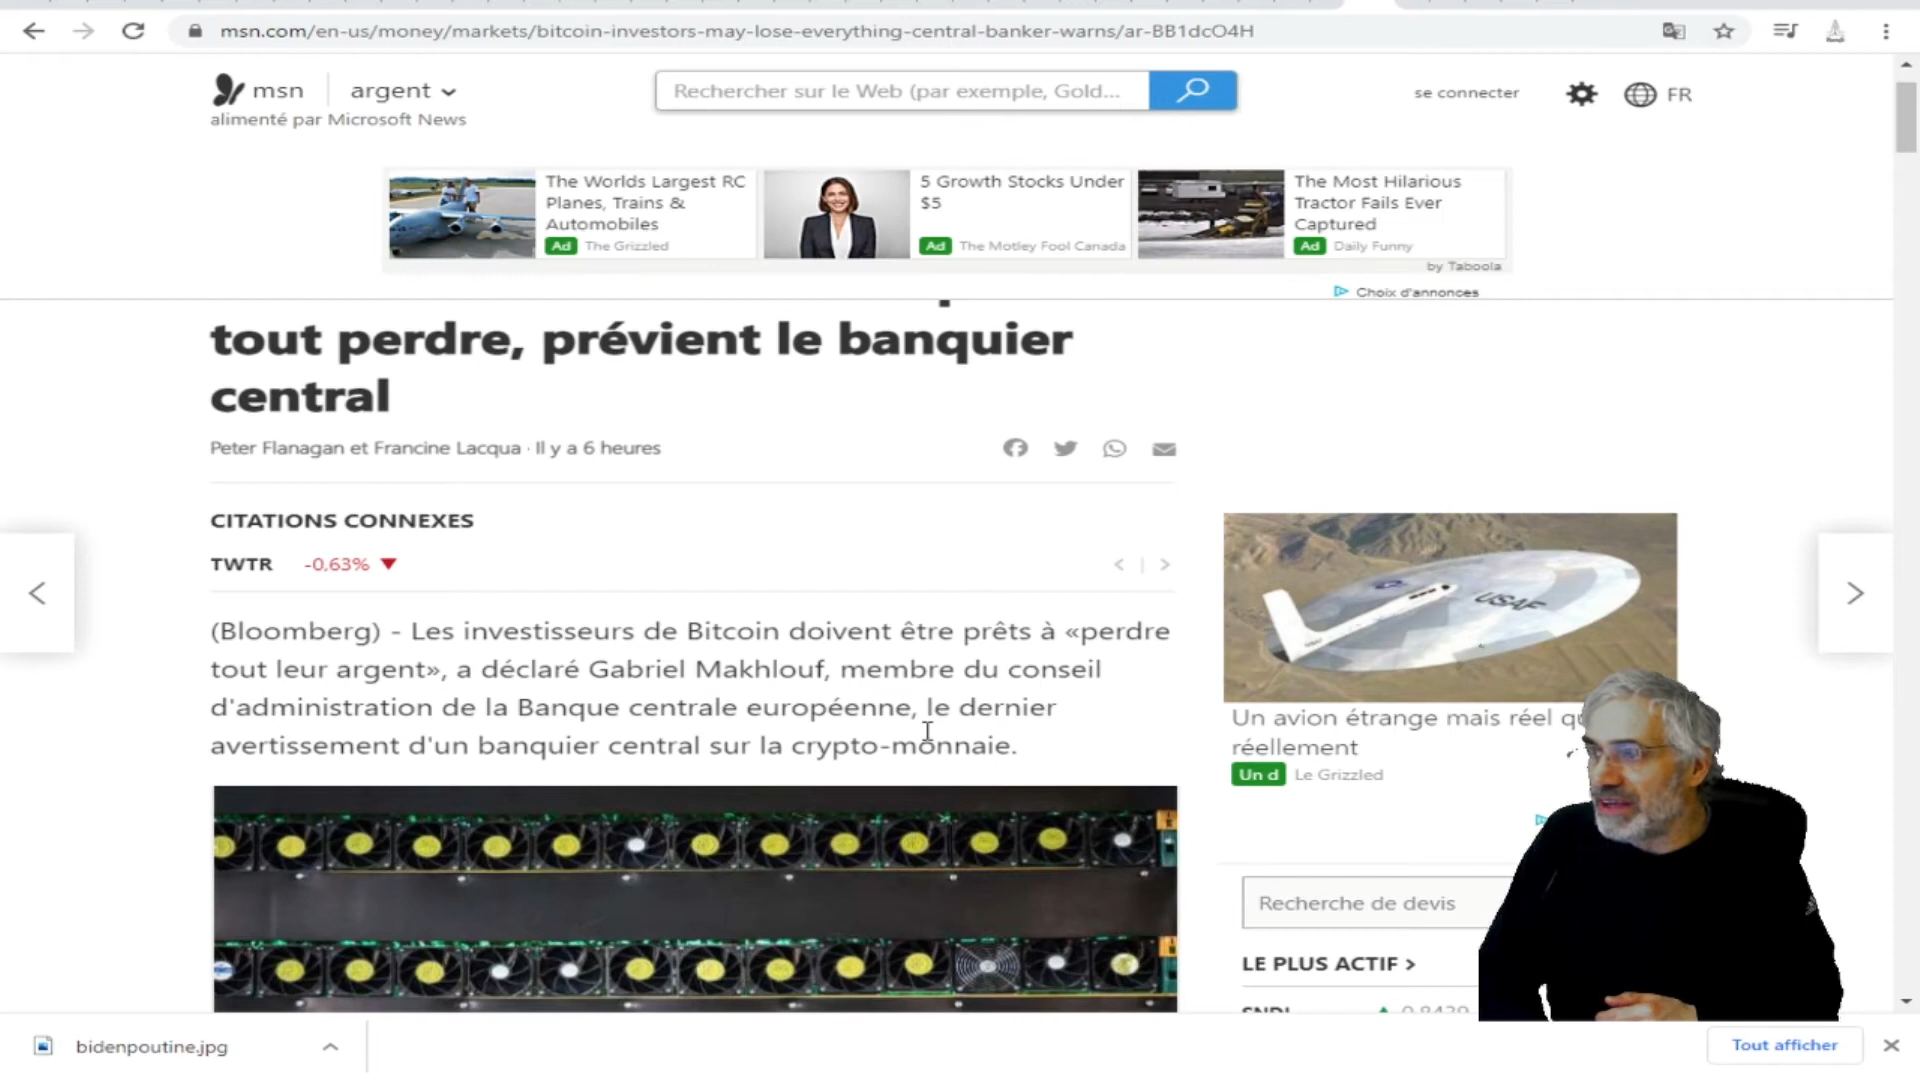 msn.com/en-us/money/markets/bitcoin-investors-may-lose-everything-central-banker-warns/ar-BB1dcO4H
msn
argent
Rechercher sur le Web (par exemple, Gold...
se connecter
FR
alimenté par Microsoft News
The Worlds Largest RC
Planes, Trains &
Automobiles
Ad The Grizzled
5 Growth Stocks Under
$5
Ad The Motley Fool Canada
The Most Hilarious
Tractor Fails Ever
Captured
Ad Daily Funny
by Taboola
Choix d'annonces
tout perdre, prévient le banquier
central
Peter Flanagan et Francine Lacqua · Il y a 6 heures
CITATIONS CONNEXES
TWTR -0,63%
(Bloomberg) - Les investisseurs de Bitcoin doivent être prêts à «perdre
tout leur argent», a déclaré Gabriel Makhlouf, membre du conseil
d'administration de la Banque centrale européenne, le dernier
avertissement d'un banquier central sur la crypto-monnaie.
USAF
Un avion étrange mais réel
réellement
Un d Le Grizzled
Recherche de devis
LE PLUS ACTIF >
bidenpoutine.jpg
Tout afficher